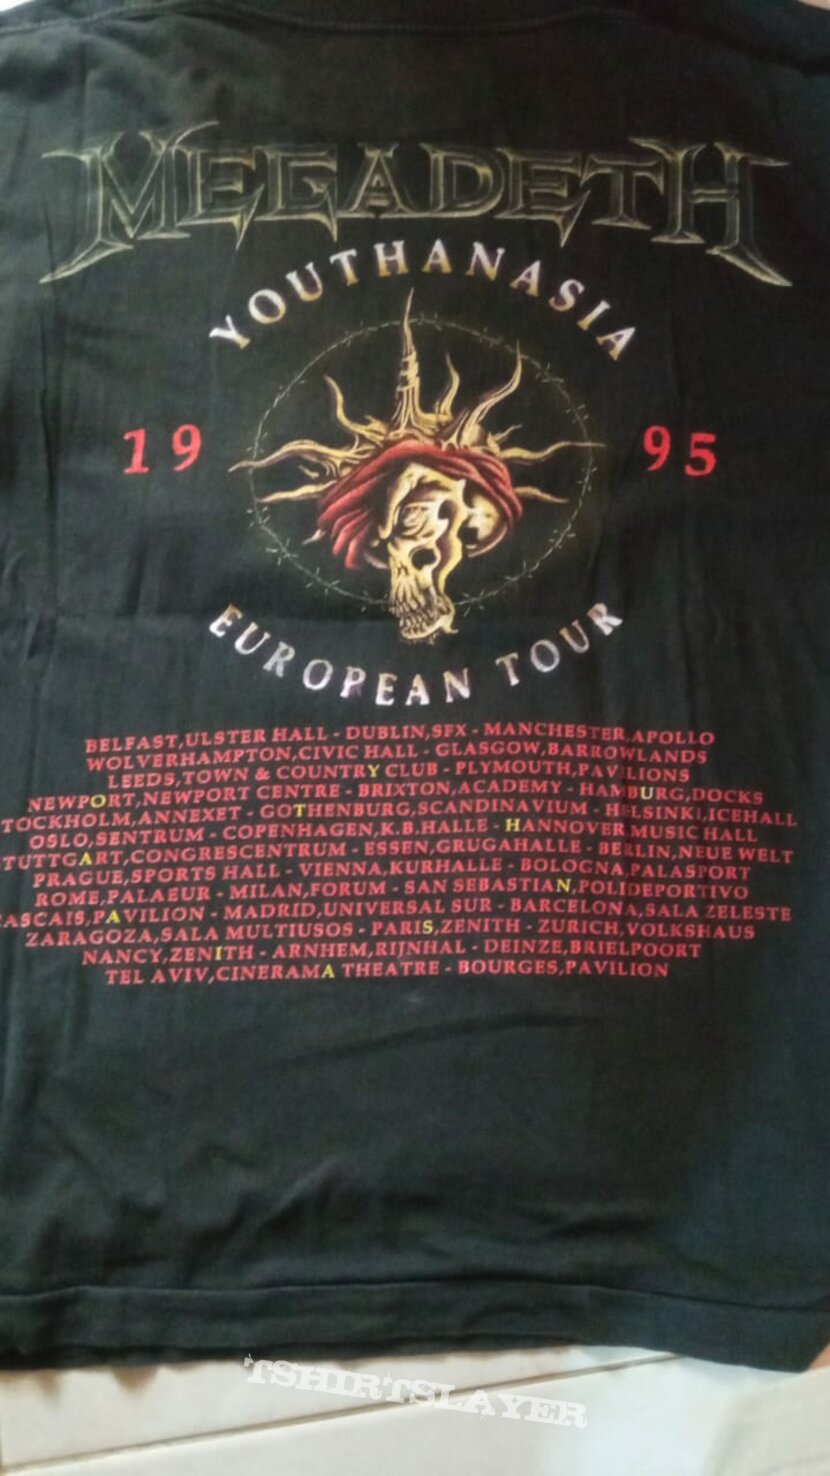 MEGADETH
YOUTHANASIA
19 95
EUROPEAN TOUR
BELFAST,ULSTER HALL - DUBLIN,SFX - MANCHESTER,APOLLO
WOLVERHAMPTON,CIVIC HALL - GLASGOW,BARROWLANDS
LEEDS,TOWN & COUNTRY CLUB - PLYMOUTH,PAVILIONS
NEWPORT,NEWPORT CENTRE - BRIXTON,ACADEMY - HAMBURG,DOCKS
TOCKHOLM,ANNEXET - GOTHENBURG,SCANDINAVIUM - HELSINKI,ICEHALL
OSLO,SENTRUM - COPENHAGEN,K.B.HALLE - HANNOVER,MUSIC HALL
TUTTGART,CONGRESCENTRUM - ESSEN,GRUGAHALLE - BERLIN,NEUE WELT
PRAGUE,SPORTS HALL - VIENNA,KURHALLE - BOLOGNA,PALASPORT
ROME,PALAEUR - MILAN,FORUM - SAN SEBASTIAN,POLIDEPORTIVO
ASCAIS,PAVILION - MADRID,UNIVERSAL SUR - BARCELONA,SALA ZELESTE
ZARAGOZA,SALA MULTIUSOS - PARIS,ZENITH - ZURICH,VOLKSHAUS
NANCY,ZENITH - ARNHEM,RIJNHAL - DEINZE,BRIELPOORT
TEL AVIV,CINERAMA THEATRE - BOURGES,PAVILION
TSHIRTSLAYER